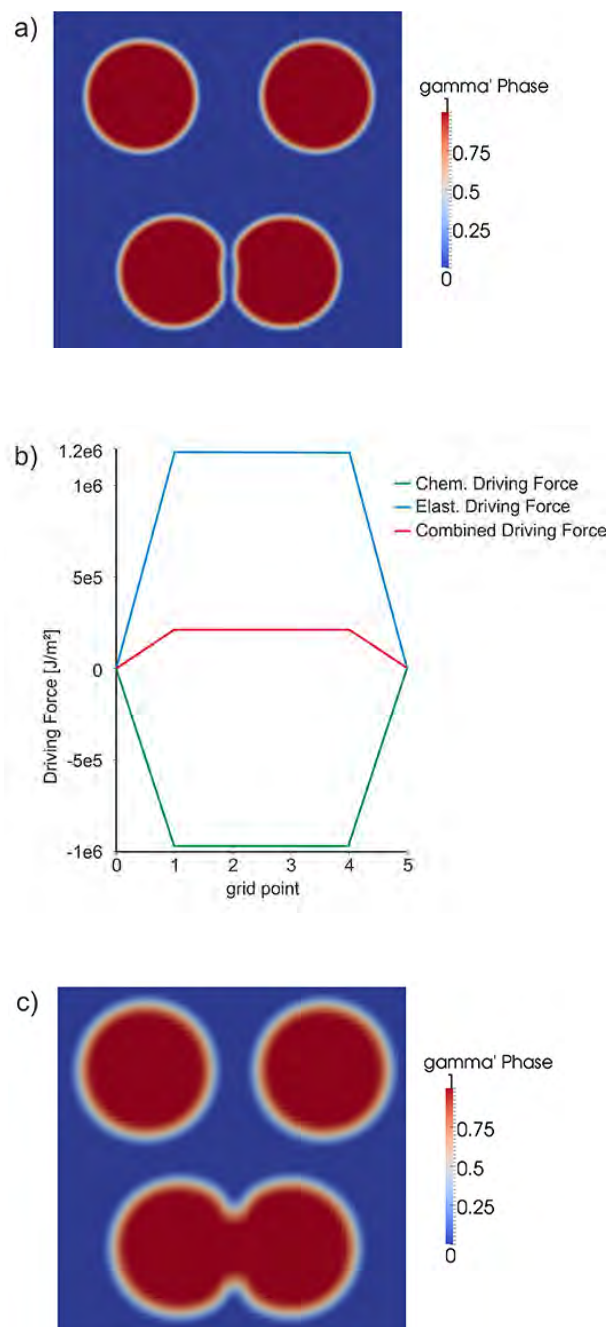 a)
gamma' Phase
1
0.75
0.5
0.25
0
b)
1.2e6
1e6
5e5
0
-5e5
-1e6
Driving Force [J/m²]
0 1 2 3 4 5
grid point
Chem. Driving Force
Elast. Driving Force
Combined Driving Force
c)
gamma' Phase
1
0.75
0.5
0.25
0